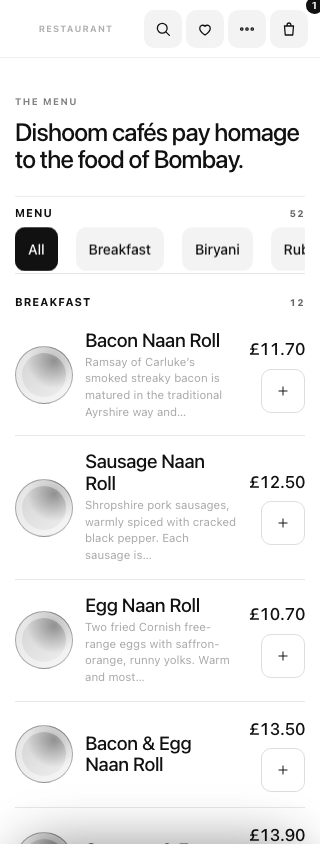 1
RESTAURANT
THE MENU
Dishoom cafés pay homage
to the food of Bombay.
MENU
52
All
Breakfast
Biryani
BREAKFAST
12
Bacon Naan Roll
£11.70
Ramsay of Carluke's
smoked streaky bacon is
matured in the traditional
Ayrshire way and...
+
Sausage Naan
Roll
£12.50
Shropshire pork sausages,
warmly spiced with cracked
black pepper. Each
sausage is...
+
Egg Naan Roll
£10.70
Two fried Cornish free-
range eggs with saffron-
orange, runny yolks. Warm
and most...
+
Bacon & Egg
Naan Roll
£13.50
+
£13.90